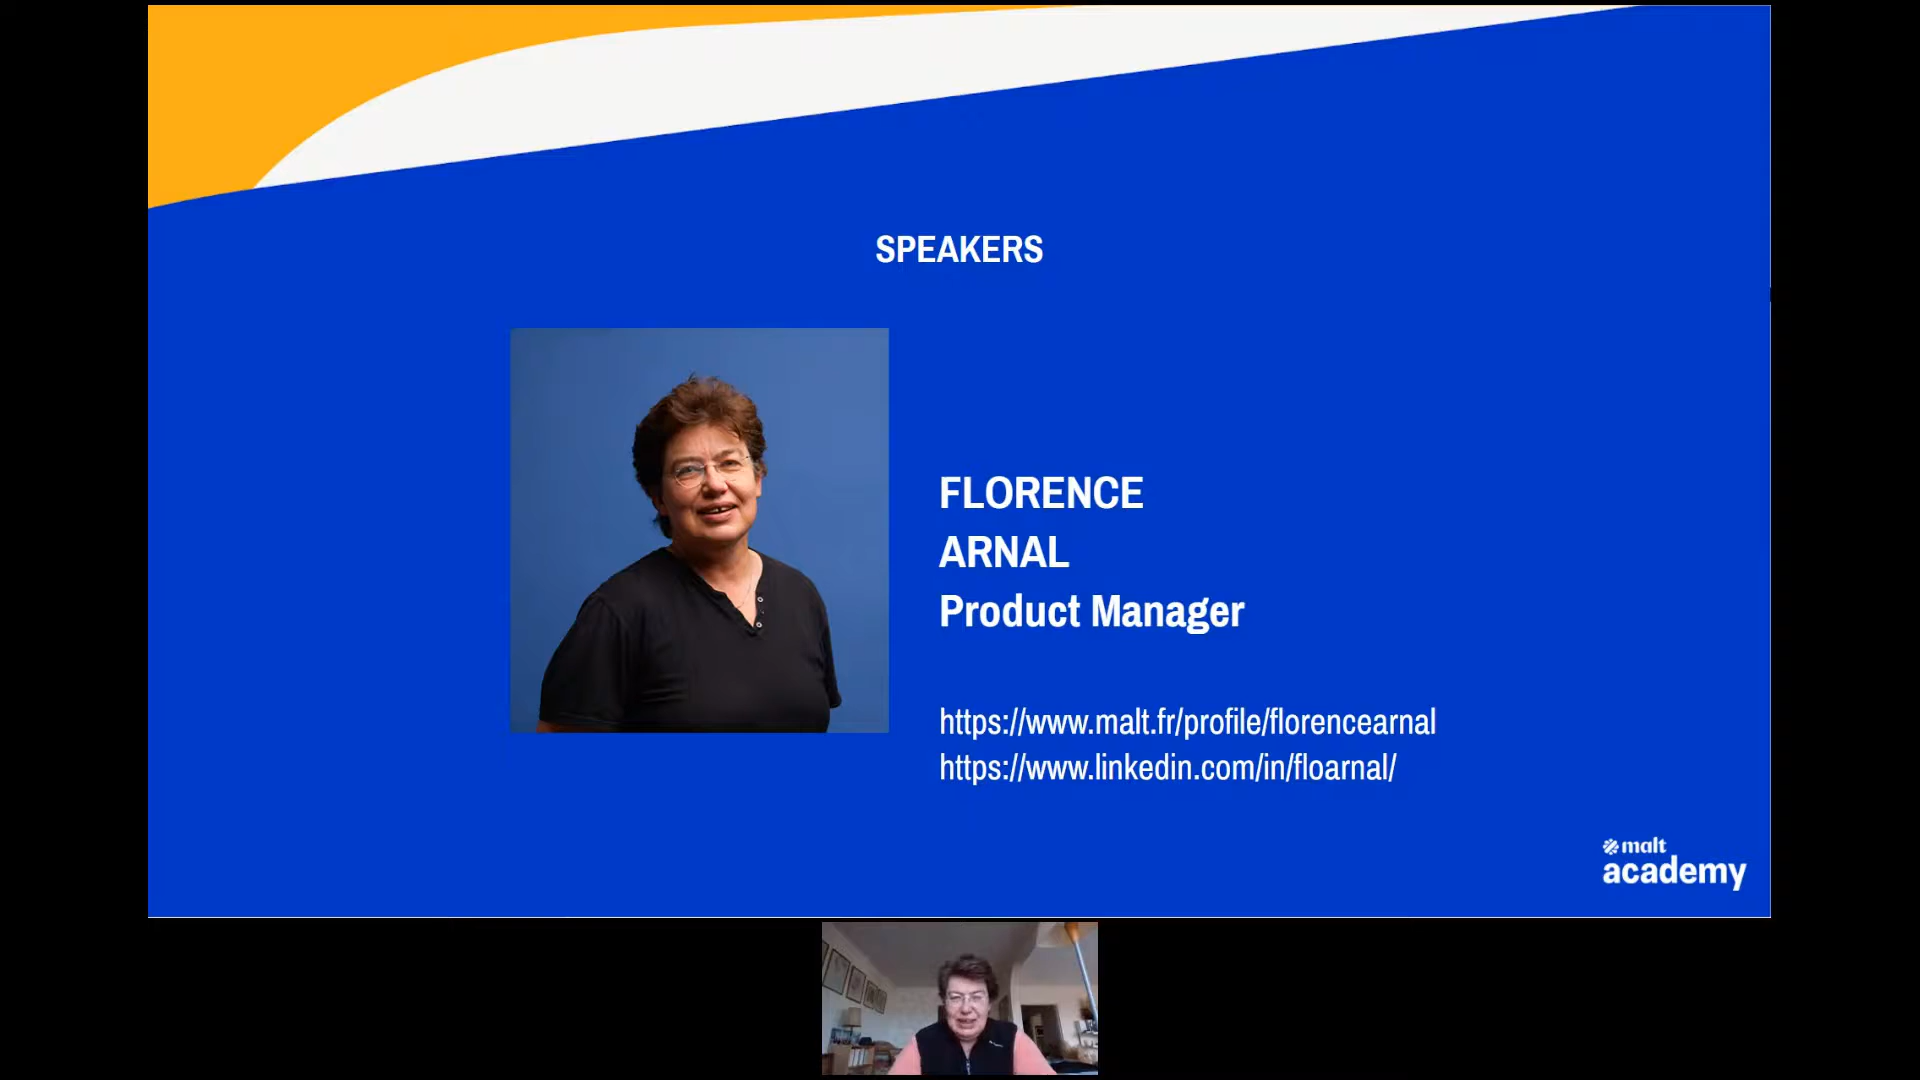 SPEAKERS
FLORENCE
ARNAL
Product Manager
https://www.malt.fr/profile/florencearnal
https://www.linkedin.com/in/floarnal/
malt
academy